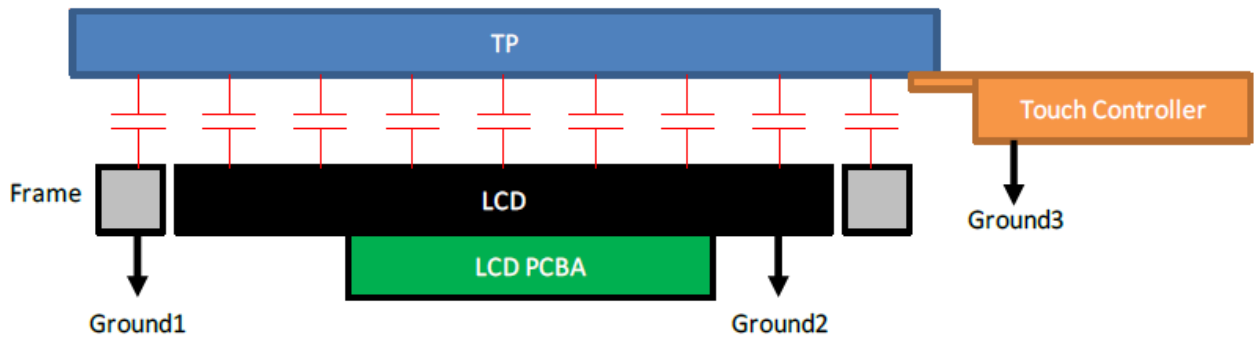 TP
Touch Controller
Frame
LCD
Ground3
LCD PCBA
Ground1
Ground2